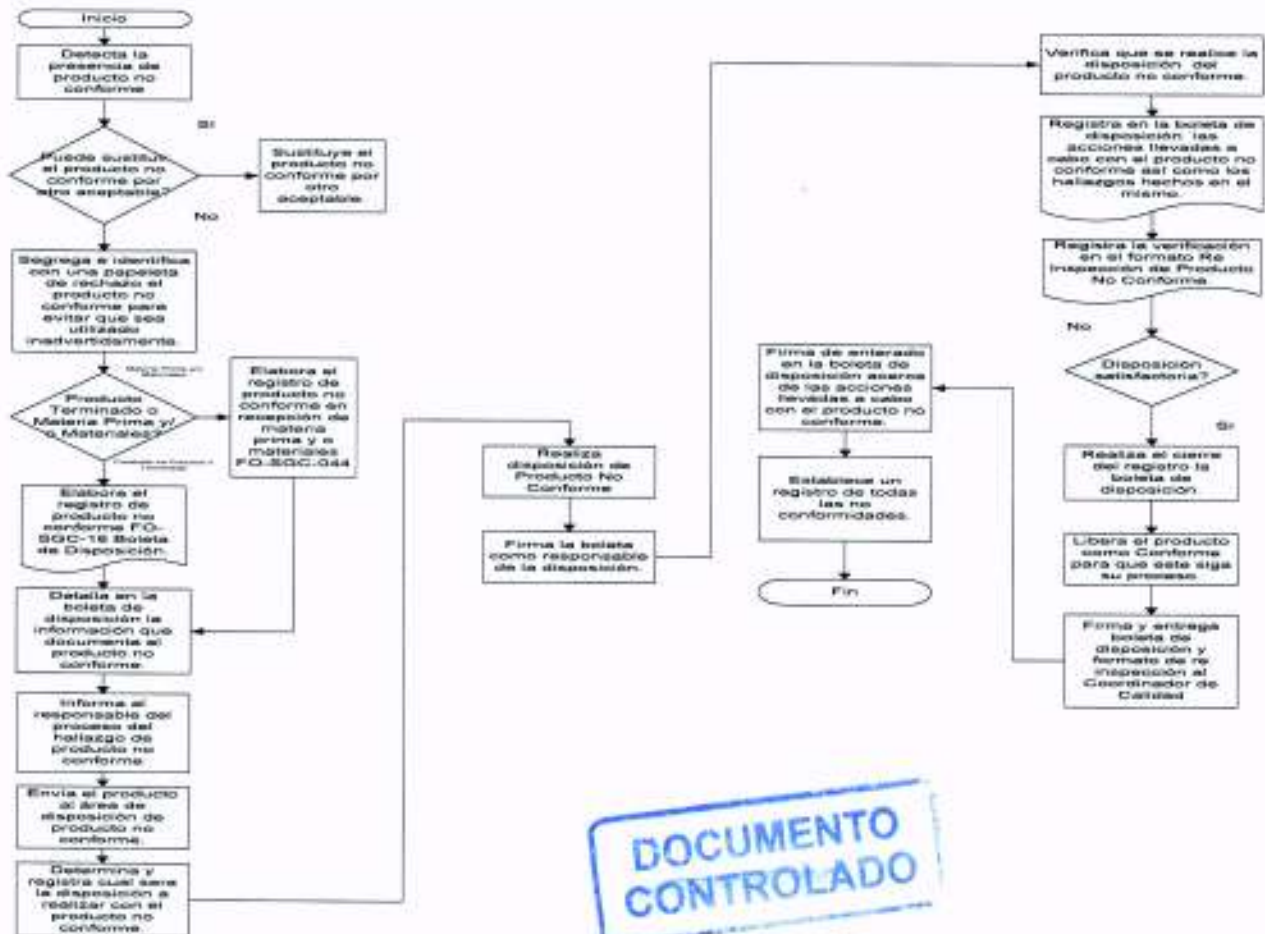 Inicio
Detecta la
presencia de
producto no
conforme
Si
Puede sustituir
el producto no
conforme por
otro aceptable?
Sustituye el
producto no
conforme por
otro
aceptable
No
Segrega e identifica
con una papeleta
de rechazo el
producto no
conforme para
evitar que sea
utilizado
inadvertidamente.
Producto
Terminado o
Materia Prima y/
o Materiales?
Elabora el
registro de
producto no
conforme en
recepción de
materia
prima y o
materiales
FO-SGC-044
Elabora el
registro de
producto no
conforme FO-
SGC-16 Boleta
de Disposición.
Detalla en la
boleta de
disposición la
información que
documenta al
producto no
conforme.
Informa al
responsable del
proceso del
hallazgo de
producto no
conforme
Envía el producto
al área de
disposición de
producto no
conforme.
Determina y
registra cual sera
la disposición a
realizar con el
producto no
conforme.
Realiza
disposición de
Producto No
Conforme
Firma la boleta
como responsable
de la disposición.
Verifica que se realice la
disposición del
producto no conforme.
Registra en la boleta de
disposición las
acciones llevadas a
cabo con el producto no
conforme así como los
hallazgos hechos en el
mismo.
Registra la verificación
en el formato Re
Inspección de Producto
No Conforme
No
Disposición
satisfactoria?
Si
Realiza el cierre
del registro la
boleta de
disposición
Libera el producto
como Conforme
para que este siga
su proceso
Firma y entrega
boleta de
disposición y
formato de re
inspección al
Coordinador de
Calidad
Firma de enterado
en la boleta de
disposición acerca
de las acciones
llevadas a cabo
con el producto no
conforme.
Establece un
registro de todas
las no
conformidades.
Fin
DOCUMENTO
CONTROLADO